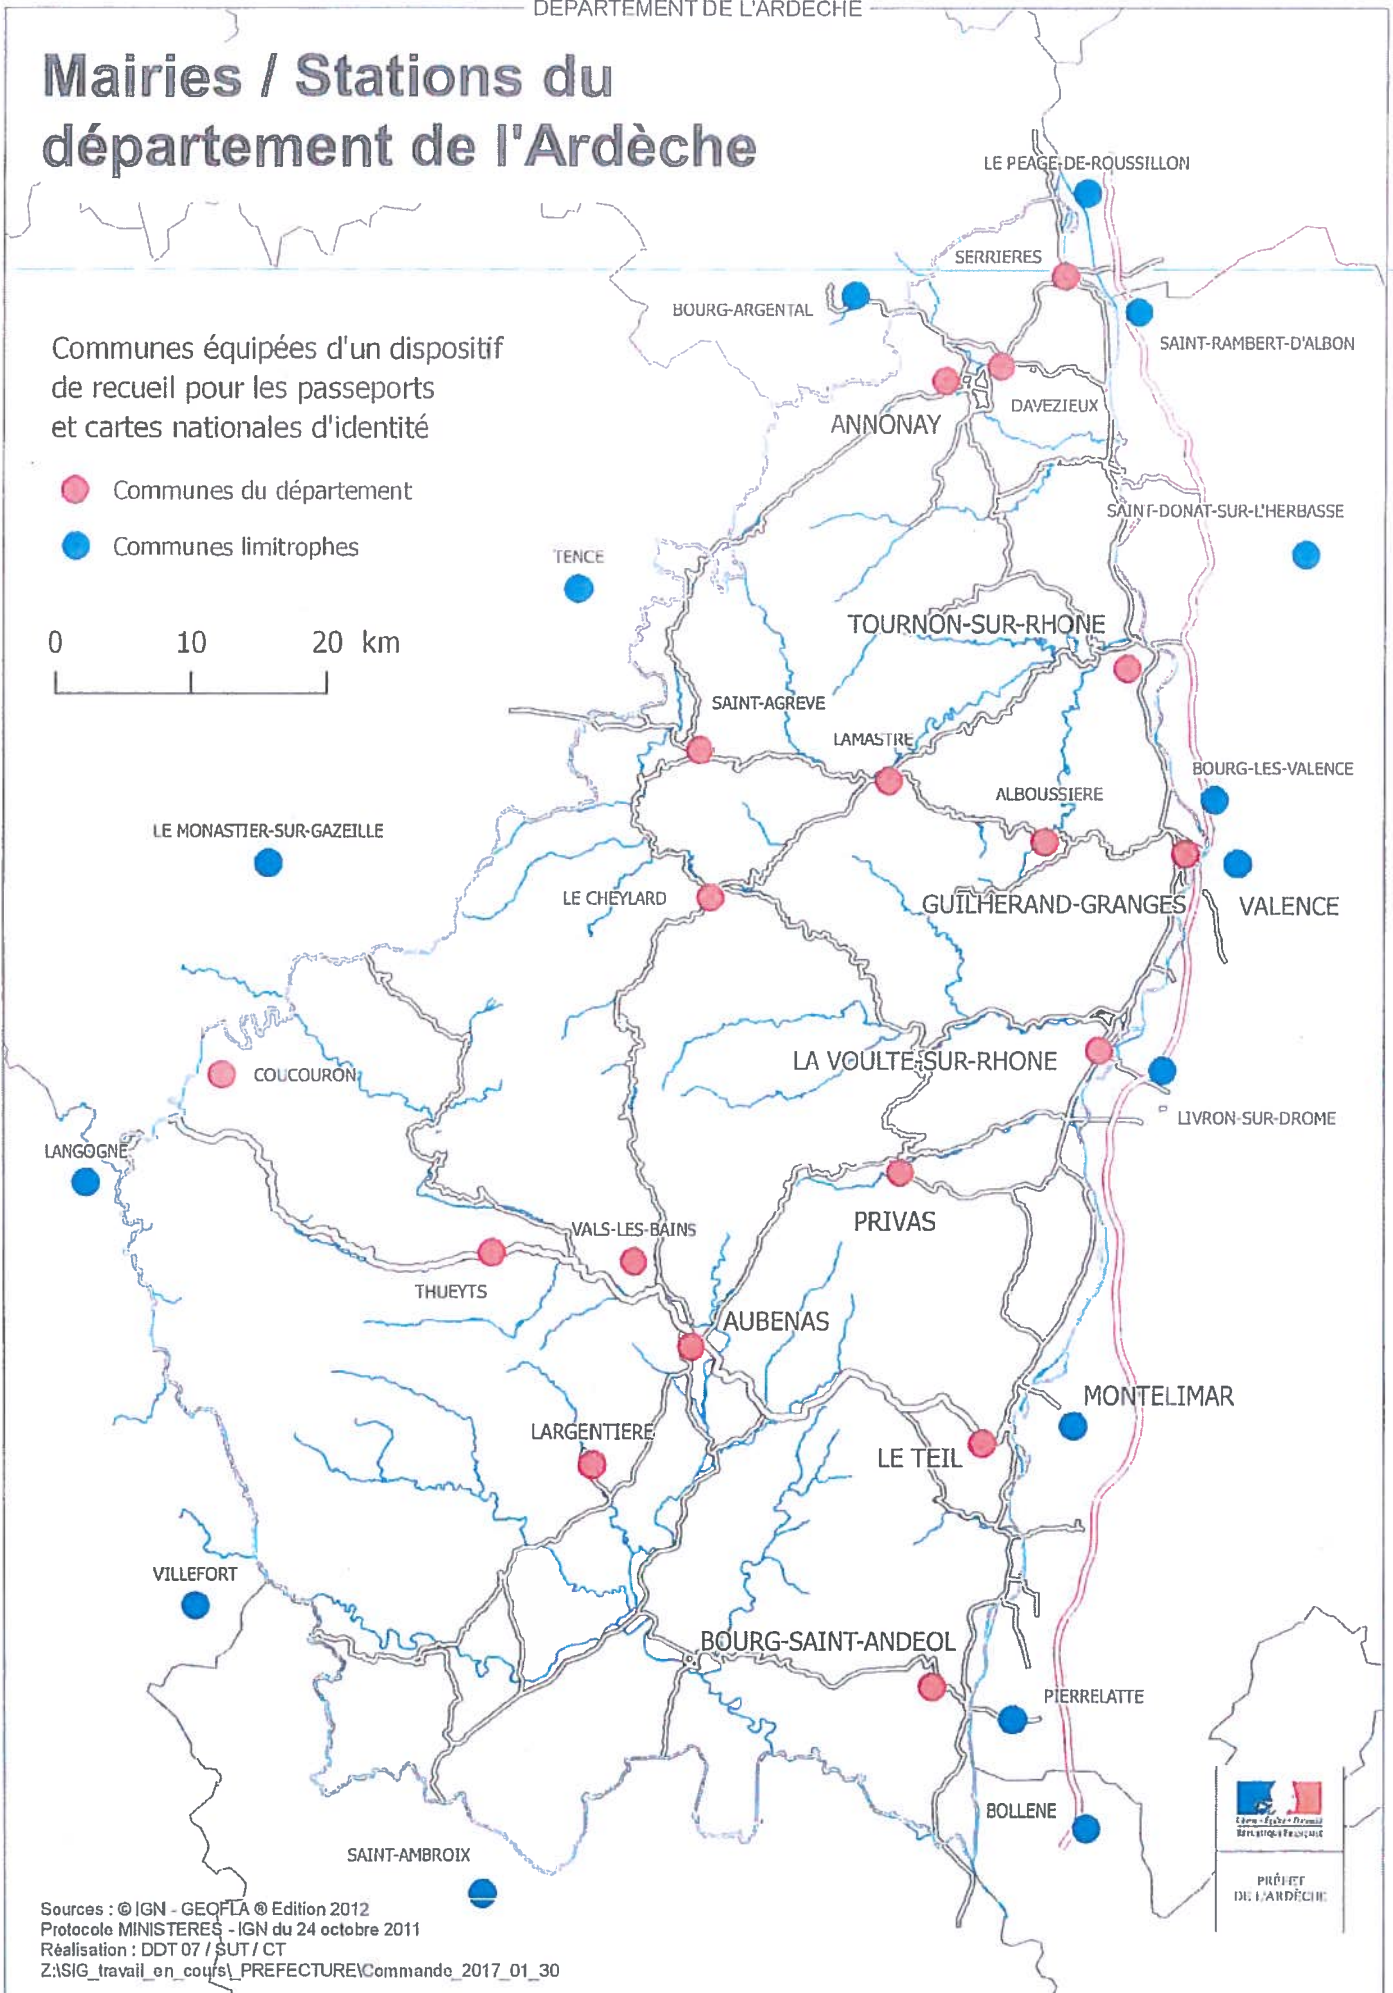 DEPARTEMENT DE L'ARDECHE
Mairies / Stations du
département de l'Ardèche
LE PEAGE-DE-ROUSSILLON
SERRIERES
BOURG-ARGENTAL
SAINT-RAMBERT-D'ALBON
Communes équipées d'un dispositif
de recueil pour les passeports
et cartes nationales d'identité
DAVEZIEUX
ANNONAY
Communes du département
SAINT-DONAT-SUR-L'HERBASSE
Communes limitrophes
TENCE
TOURNON-SUR-RHONE
0 10 20 km
SAINT-AGREVE
LAMASTRE
BOURG-LES-VALENCE
ALBOUSSIERE
LE MONASTIER-SUR-GAZEILLE
LE CHEYLARD
GUILHERAND-GRANGES
VALENCE
LA VOULTE-SUR-RHONE
COUCOURON
LIVRON-SUR-DROME
LANGOGNE
PRIVAS
VALS-LES-BAINS
THUEYTS
AUBENAS
MONTELIMAR
LARGENTIERE
LE TEIL
VILLEFORT
BOURG-SAINT-ANDEOL
PIERRELATTE
BOLLENE
SAINT-AMBROIX
Liberté • Égalité • Fraternité
RÉPUBLIQUE FRANÇAISE
PRÉFET
DE L'ARDÈCHE
Sources : © IGN - GEOFLA ® Edition 2012
Protocole MINISTERES - IGN du 24 octobre 2011
Réalisation : DDT 07 / SUT / CT
Z:\SIG_travail_en_cours\_PREFECTURE\Commande_2017_01_30